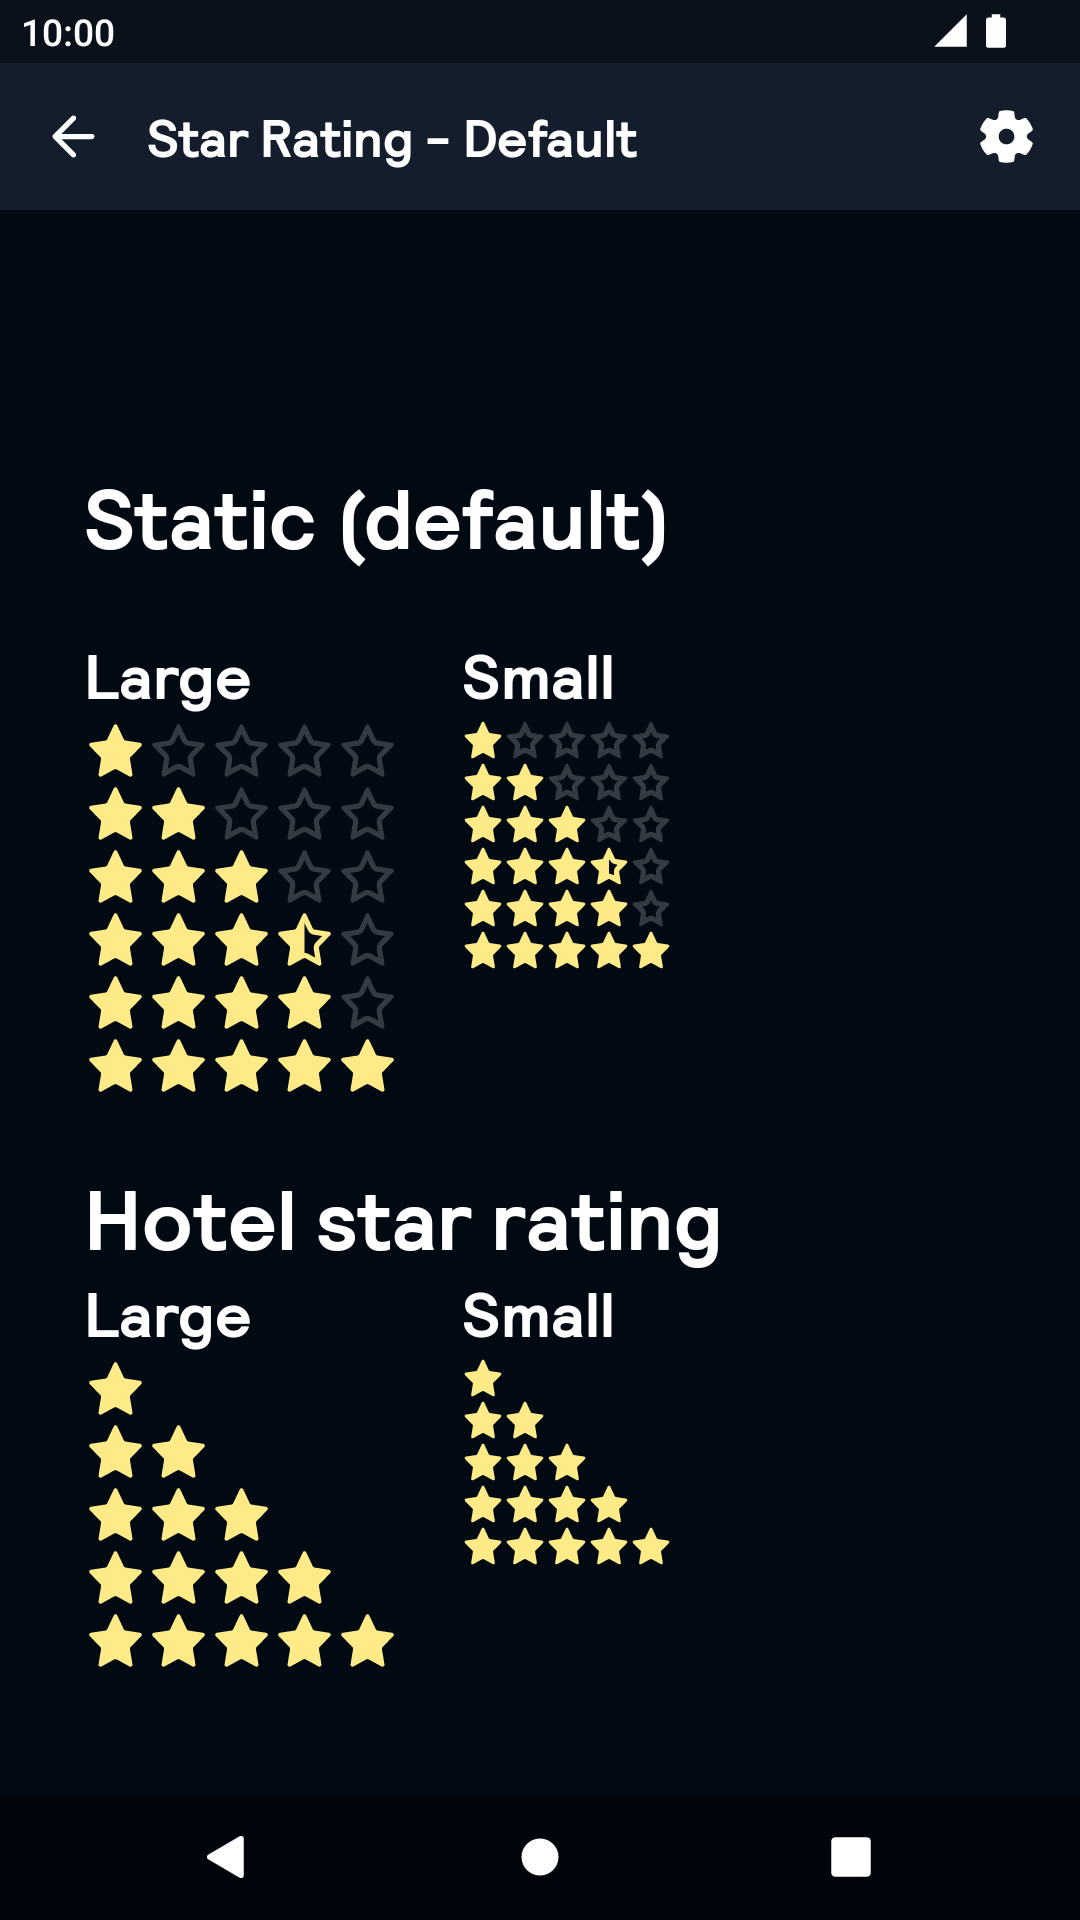 10:00
Star Rating - Default
Static (default)
Large
Small
Hotel star rating
Large
Small